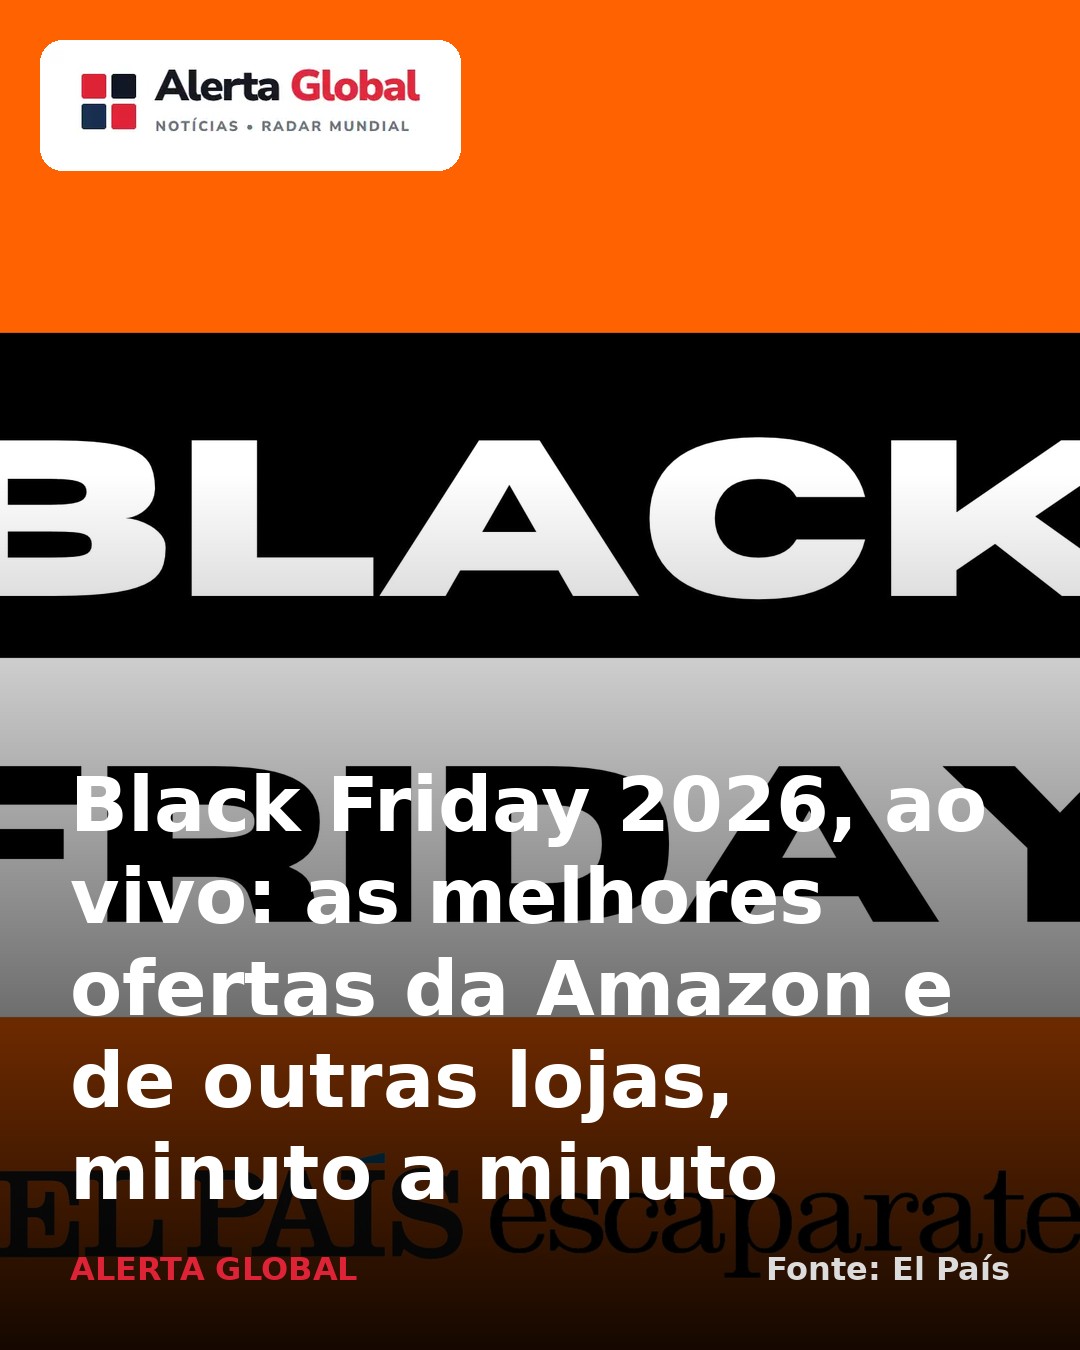 Alerta Global
NOTÍCIAS • RADAR MUNDIAL
BLACK
FRIDAY
Black Friday 2026, ao
vivo: as melhores
ofertas da Amazon e
de outras lojas,
minuto a minuto
EL PAÍS escaparate
ALERTA GLOBAL
Fonte: El País